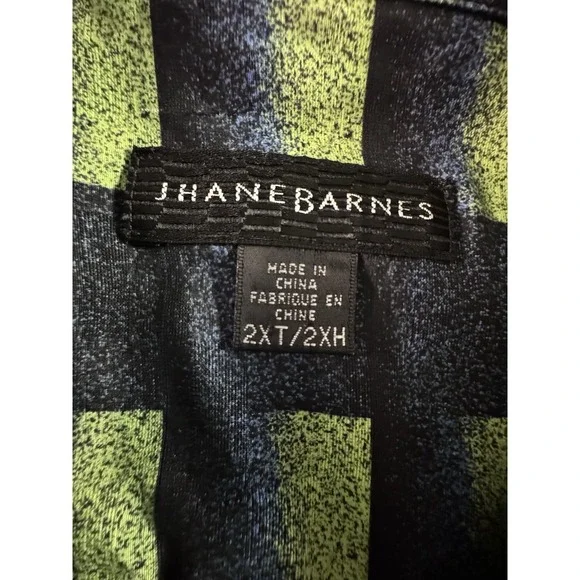 JHANEBARNES
MADE IN
CHINA
FABRIQUE EN
CHINE
2XT/2XH